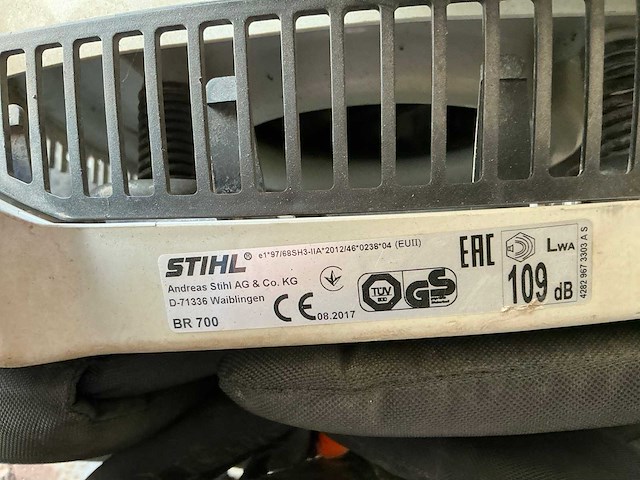 STIHL® e1*97/68SH3-IIA*2012/46*0238*04 (EUII)
Andreas Stihl AG & Co. KG
D-71336 Waiblingen
BR 700
CE 08.2017
TÜV
GS
EAC
LWA
109 dB
4282 967 3303 A S